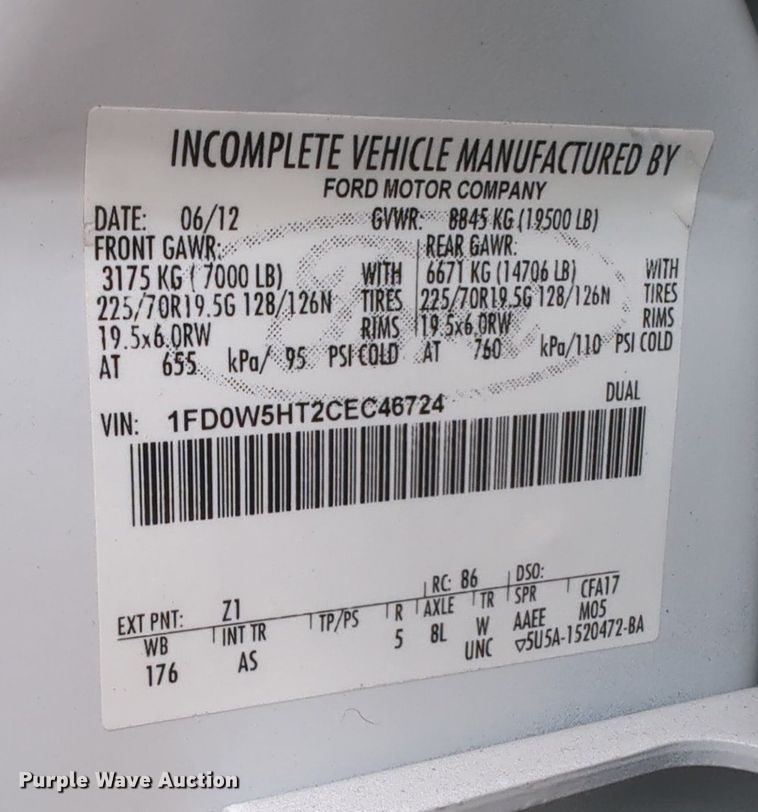 INCOMPLETE VEHICLE MANUFACTURED BY
FORD MOTOR COMPANY
DATE: 06/12 GVWR: 8845 KG (19500 LB)
FRONT GAWR: REAR GAWR:
3175 KG ( 7000 LB) WITH 6671 KG (14706 LB) WITH
225/70R19.5G 128/126N TIRES 225/70R19.5G 128/126N TIRES
19.5x6.0RW RIMS 19.5x6.0RW RIMS
AT 655 kPa/ 95 PSI COLD AT 760 kPa/110 PSI COLD
VIN: 1FD0W5HT2CEC46724 DUAL
RC: 86 DSO:
EXT PNT: Z1 CFA17
WB INT TR TP/PS R AXLE TR SPR M05
176 AS 5 8L W AAEE
UNC ▽5U5A-1520472-BA
Purple Wave Auction